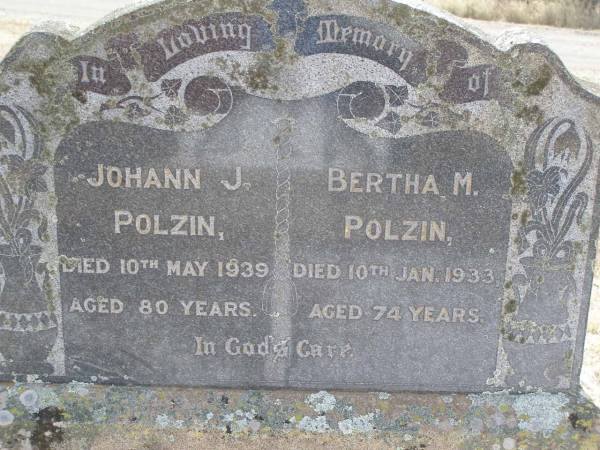 In Loving Memory of
JOHANN J.
POLZIN,
DIED 10TH MAY 1939
AGED 80 YEARS.
BERTHA M.
POLZIN,
DIED 10TH JAN. 1933
AGED 74 YEARS.
In God's Care.